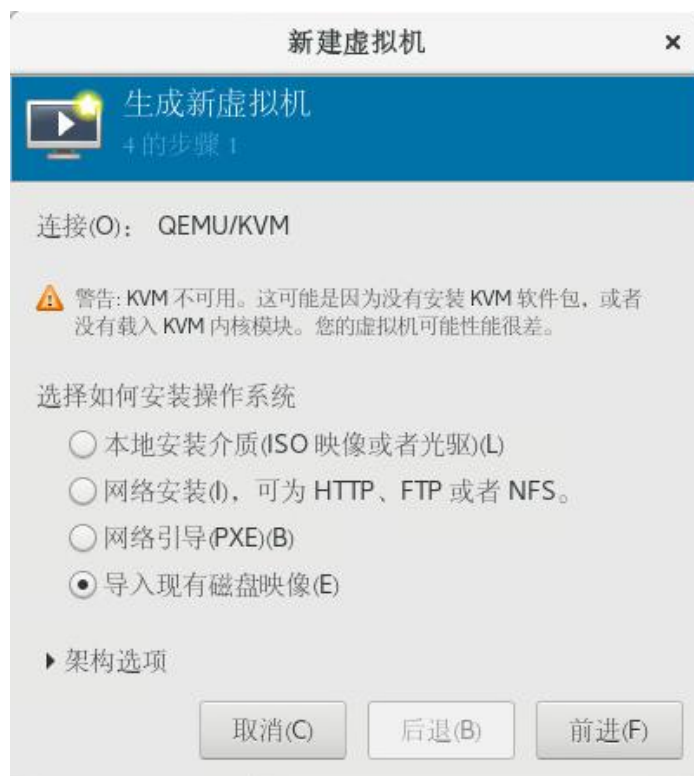 新建虚拟机
×
生成新虚拟机
4 的步骤 1
连接(O): QEMU/KVM
警告: KVM 不可用。这可能是因为没有安装 KVM 软件包，或者
没有载入 KVM 内核模块。您的虚拟机可能性能很差。
选择如何安装操作系统
本地安装介质(ISO 映像或者光驱)(L)
网络安装(I)，可为 HTTP、FTP 或者 NFS。
网络引导(PXE)(B)
导入现有磁盘映像(E)
架构选项
取消(C) 后退(B) 前进(F)